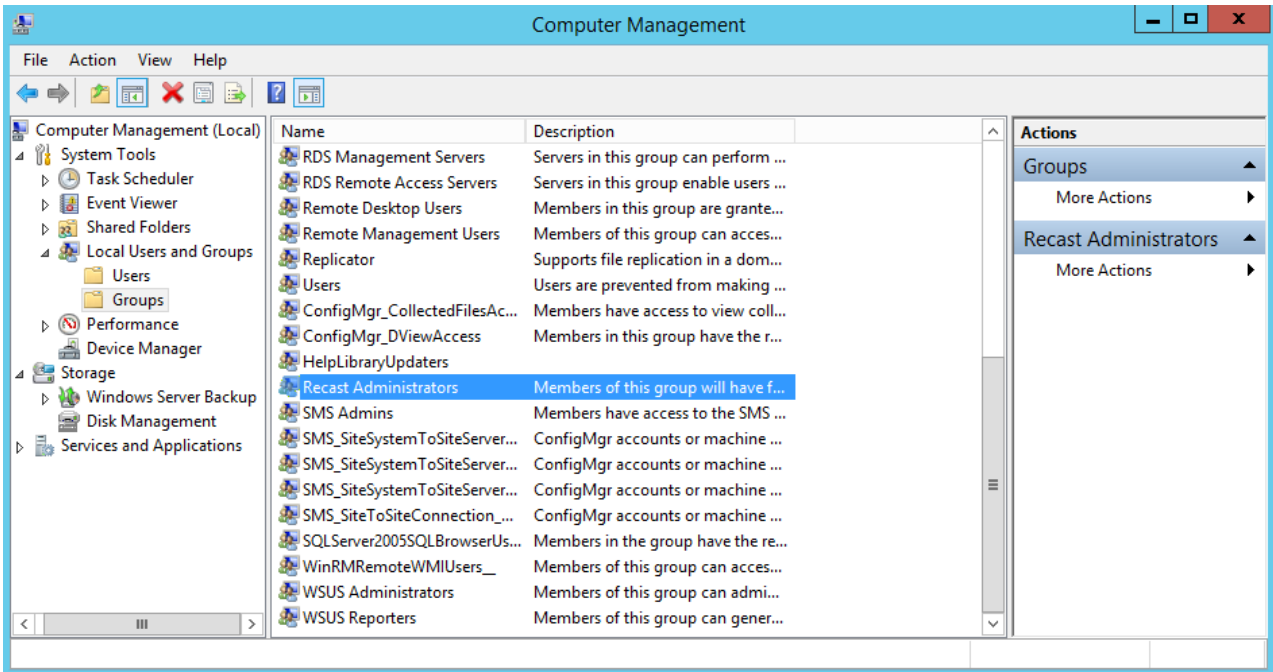 Computer Management
File Action View Help
Computer Management (Local)
System Tools
Task Scheduler
Event Viewer
Shared Folders
Local Users and Groups
Users
Groups
Performance
Device Manager
Storage
Windows Server Backup
Disk Management
Services and Applications
Name Description
RDS Management Servers Servers in this group can perform ...
RDS Remote Access Servers Servers in this group enable users ...
Remote Desktop Users Members in this group are grante...
Remote Management Users Members of this group can acces...
Replicator Supports file replication in a dom...
Users Users are prevented from making ...
ConfigMgr_CollectedFilesAc... Members have access to view coll...
ConfigMgr_DViewAccess Members in this group have the r...
HelpLibraryUpdaters
Recast Administrators Members of this group will have f...
SMS Admins Members have access to the SMS ...
SMS_SiteSystemToSiteServer... ConfigMgr accounts or machine ...
SMS_SiteSystemToSiteServer... ConfigMgr accounts or machine ...
SMS_SiteSystemToSiteServer... ConfigMgr accounts or machine ...
SMS_SiteToSiteConnection_... ConfigMgr accounts or machine ...
SQLServer2005SQLBrowserUs... Members in the group have the re...
WinRMRemoteWMIUsers__ Members of this group can acces...
WSUS Administrators Members of this group can admi...
WSUS Reporters Members of this group can gener...
Actions
Groups
More Actions
Recast Administrators
More Actions